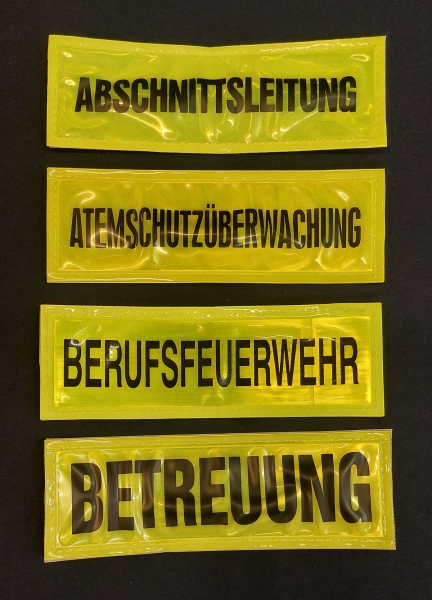 ABSCHNITTSLEITUNG
ATEMSCHUTZÜBERWACHUNG
BERUFSFEUERWEHR
BETREUUNG